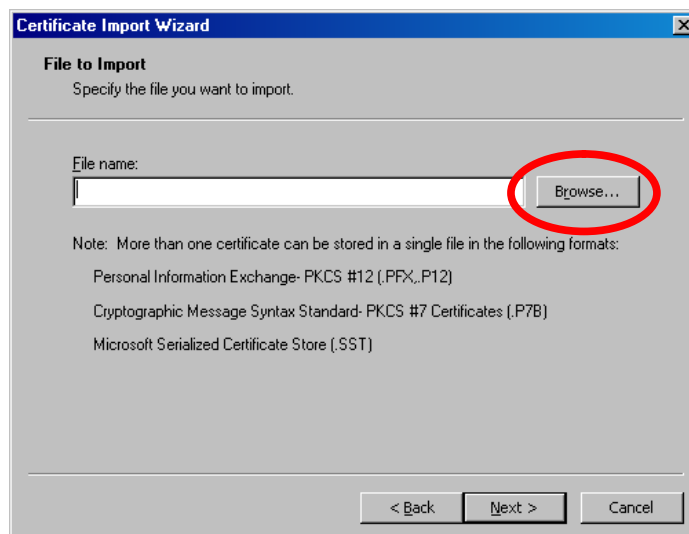 Certificate Import Wizard
File to Import
Specify the file you want to import.
File name:
Browse...
Note: More than one certificate can be stored in a single file in the following formats:
Personal Information Exchange- PKCS #12 (.PFX,.P12)
Cryptographic Message Syntax Standard- PKCS #7 Certificates (.P7B)
Microsoft Serialized Certificate Store (.SST)
< Back Next > Cancel